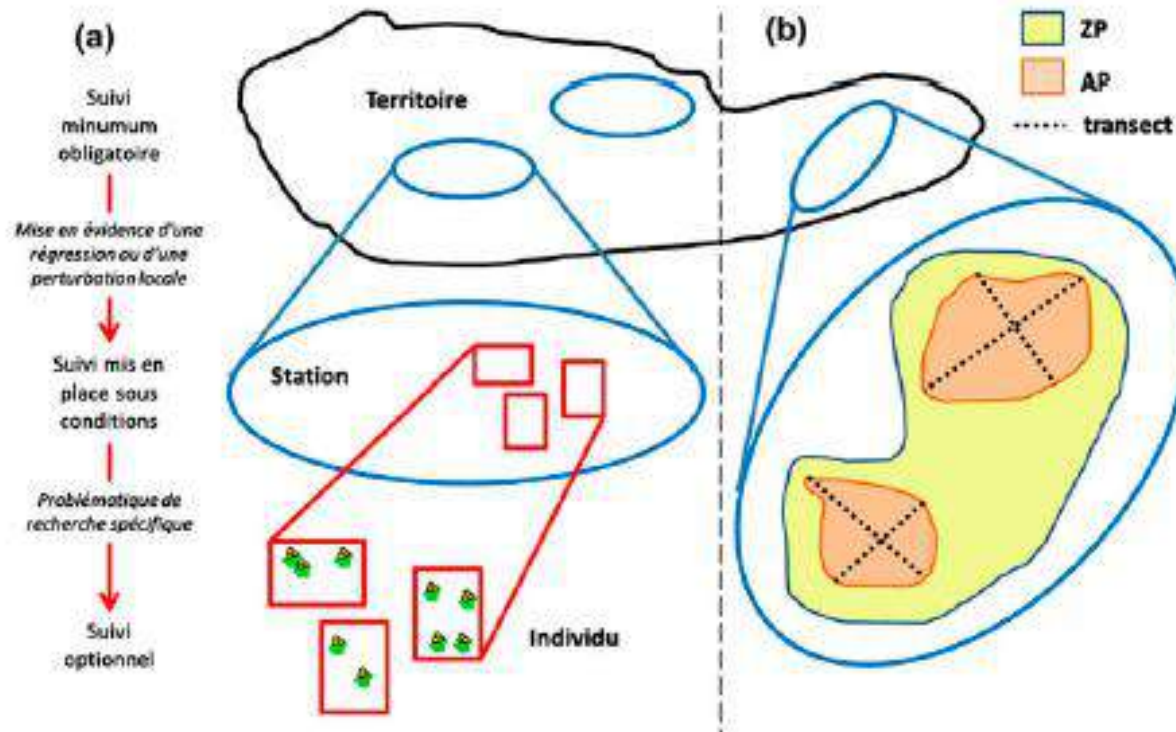 (a)
Suivi
minumum
obligatoire
Mise en évidence d'une
régression ou d'une
perturbation locale
Suivi mis en
place sous
conditions
Problématique de
recherche spécifique
Suivi
optionnel
Territoire
Station
Individu
(b)
ZP
AP
transect